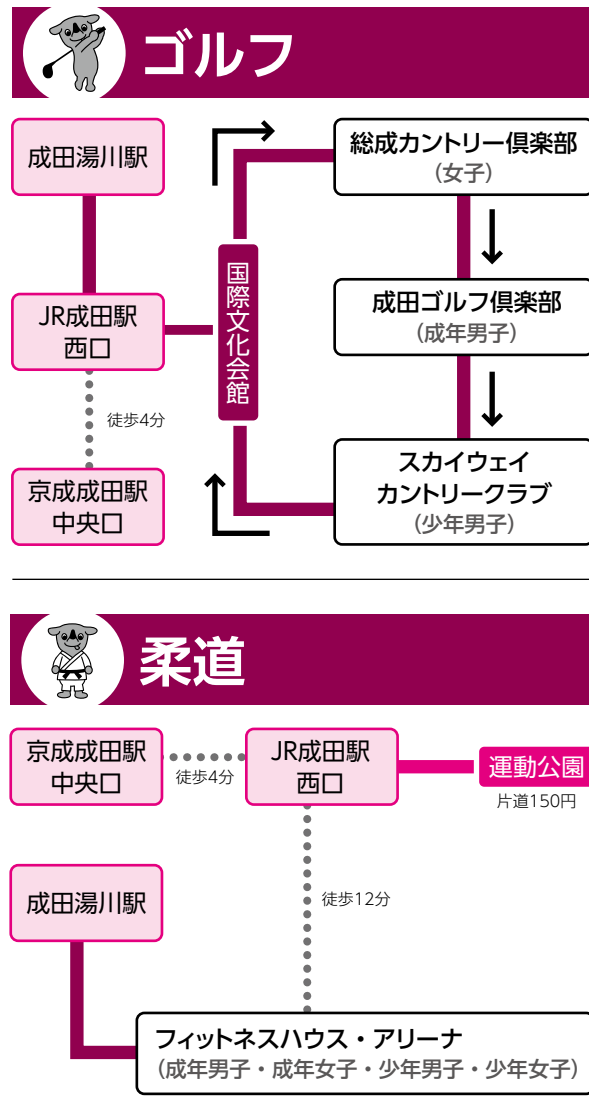 ゴルフ
成田湯川駅
総成カントリー倶楽部
（女子）
国際文化会館
JR成田駅
西口
成田ゴルフ倶楽部
（成年男子）
徒歩4分
京成成田駅
中央口
スカイウェイ
カントリークラブ
（少年男子）
柔道
京成成田駅
中央口
徒歩4分
JR成田駅
西口
運動公園
片道150円
成田湯川駅
徒歩12分
フィットネスハウス・アリーナ
（成年男子・成年女子・少年男子・少年女子）